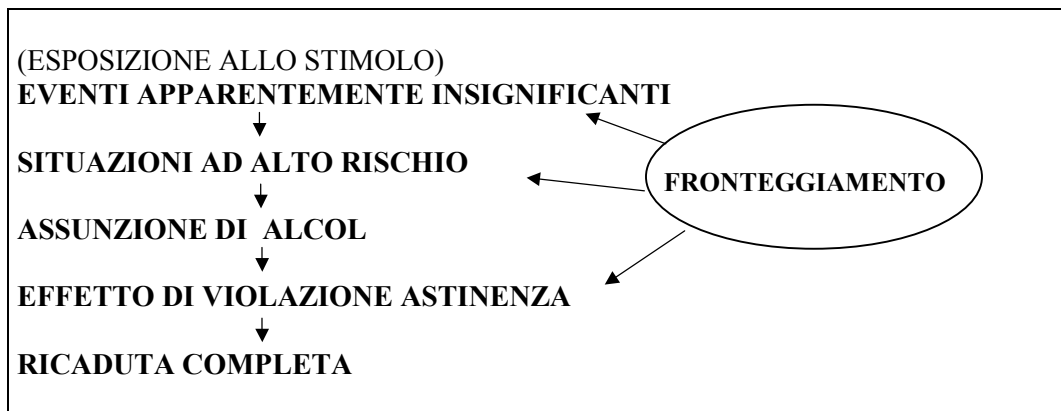 (ESPOSIZIONE ALLO STIMOLO)
EVENTI APPARENTEMENTE INSIGNIFICANTI
SITUAZIONI AD ALTO RISCHIO
FRONTEGGIAMENTO
ASSUNZIONE DI ALCOL
EFFETTO DI VIOLAZIONE ASTINENZA
RICADUTA COMPLETA